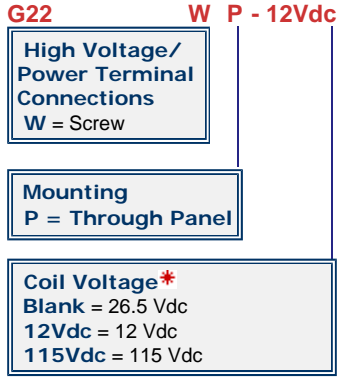 G22 W P - 12Vdc
High Voltage/
Power Terminal
Connections
W = Screw
Mounting
P = Through Panel
Coil Voltage*
Blank = 26.5 Vdc
12Vdc = 12 Vdc
115Vdc = 115 Vdc